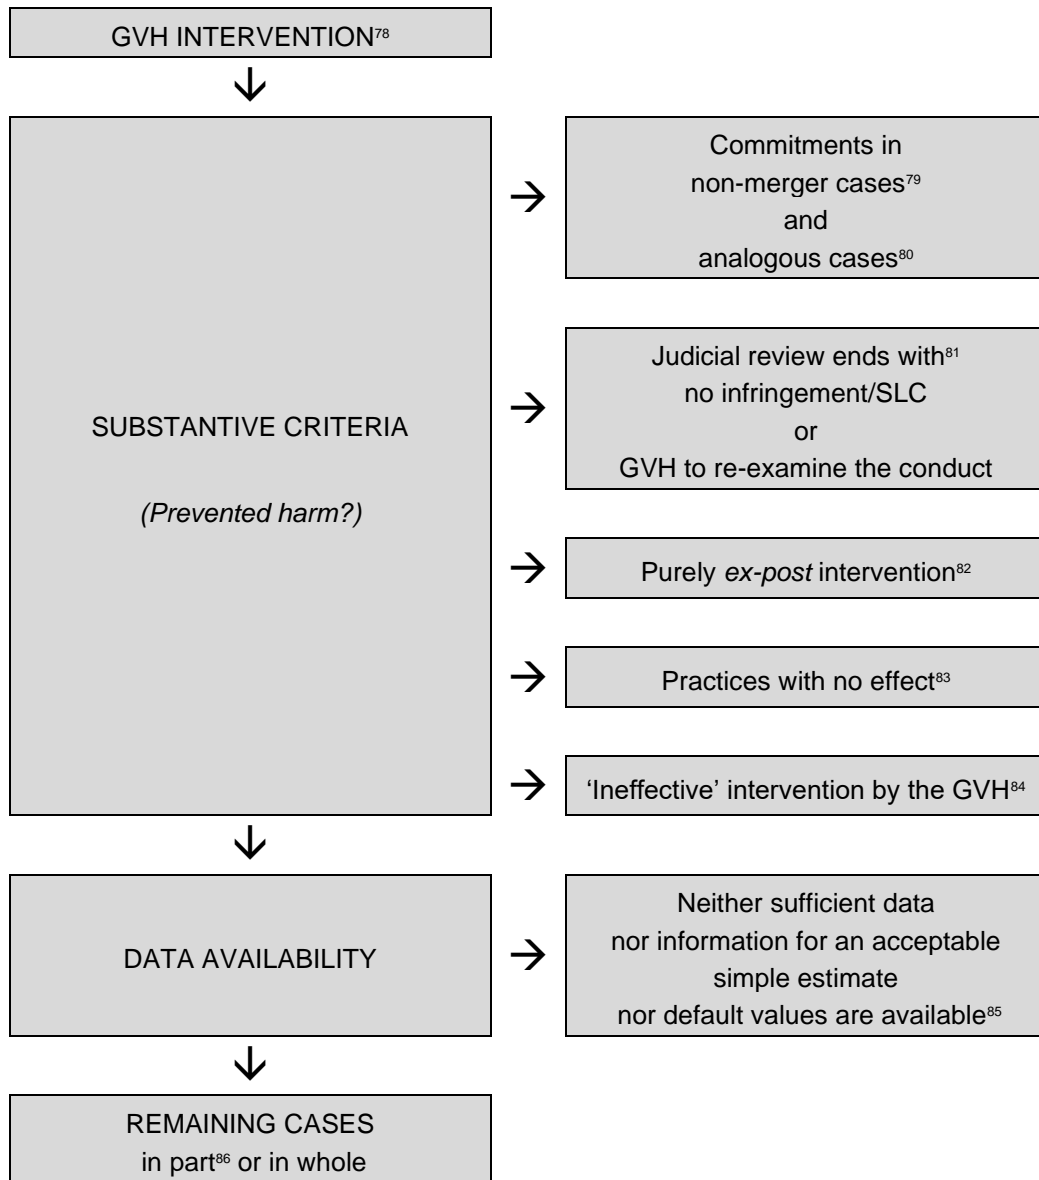 GVH INTERVENTION⁷⁸
↓
SUBSTANTIVE CRITERIA
(Prevented harm?)
→
Commitments in
non-merger cases⁷⁹
and
analogous cases⁸⁰
→
Judicial review ends with⁸¹
no infringement/SLC
or
GVH to re-examine the conduct
→
Purely ex-post intervention⁸²
→
Practices with no effect⁸³
→
‘Ineffective’ intervention by the GVH⁸⁴
↓
DATA AVAILABILITY
→
Neither sufficient data
nor information for an acceptable
simple estimate
nor default values are available⁸⁵
↓
REMAINING CASES
in part⁸⁶ or in whole